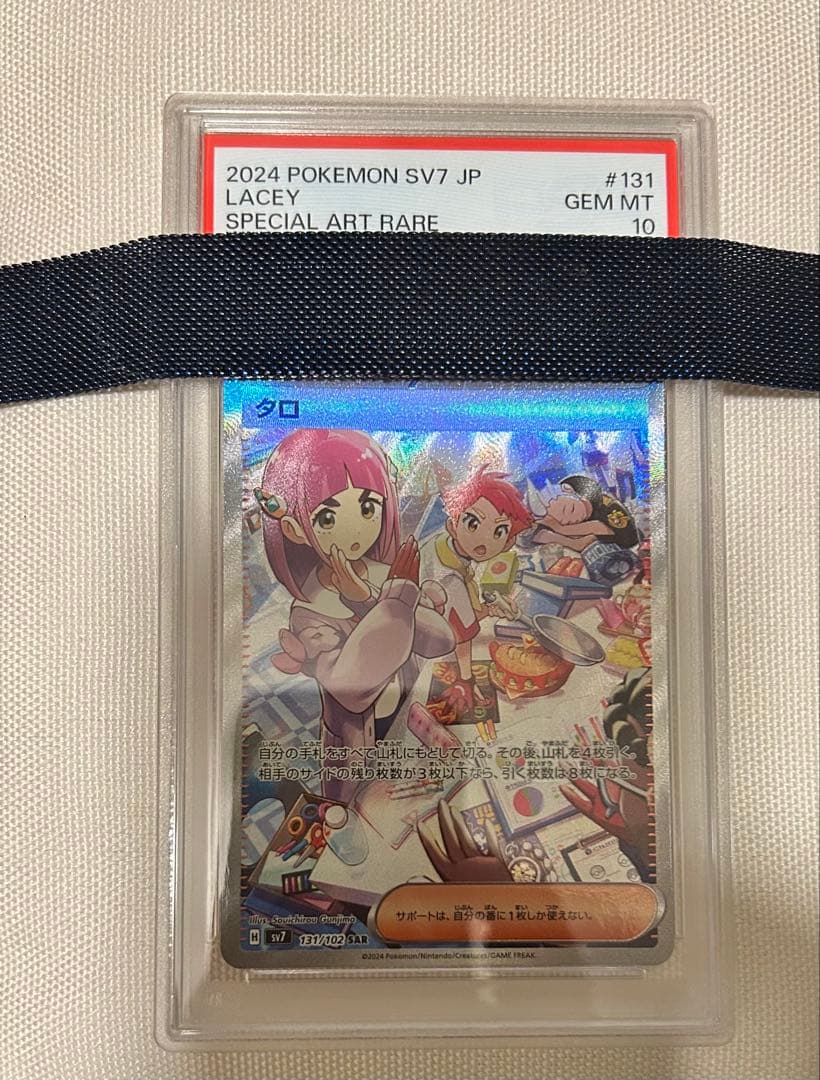 2024 POKEMON SV7 JP #131
LACEY GEM MT
SPECIAL ART RARE 10
タロ
自分の手札をすべて山札にもどして切る。その後、山札を4枚引く。
相手のサイドの残り枚数が3枚以下なら、引く枚数は8枚になる。
サポートは、自分の番に1枚しか使えない。
Illus. Souichirou Gunjima
H SV7 131/102 SAR
©2024 Pokémon/Nintendo/Creatures/GAME FREAK.